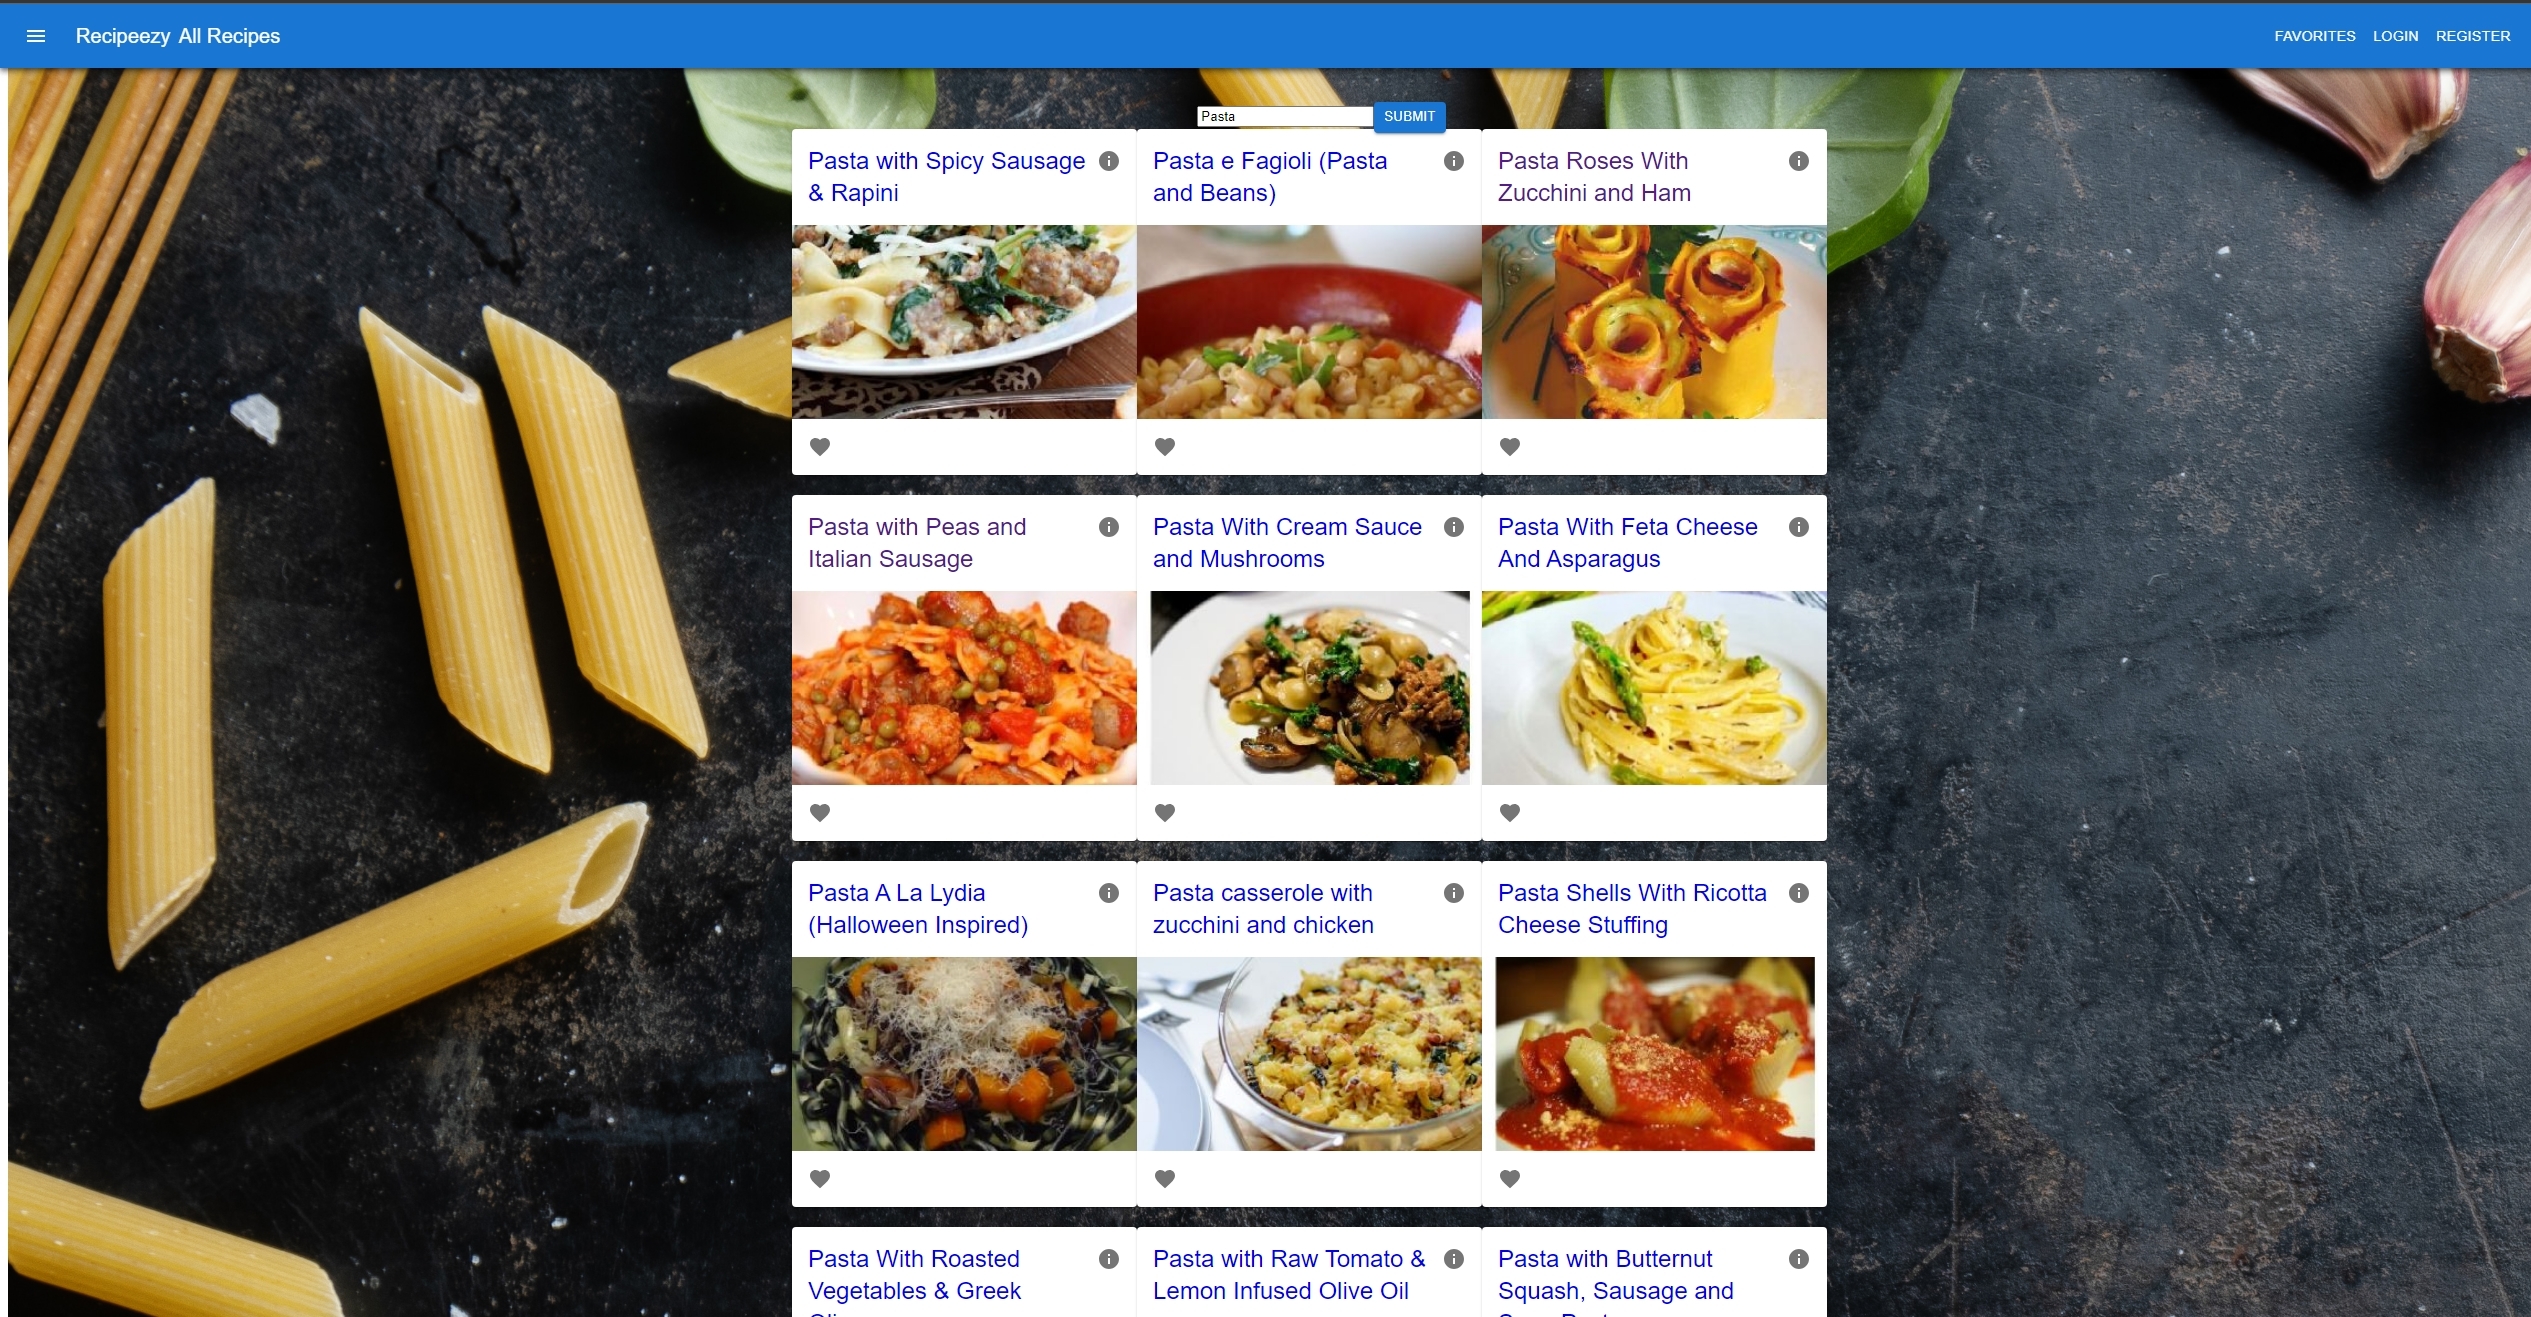 Recipeezy All Recipes
FAVORITES LOGIN REGISTER
Pasta SUBMIT
Pasta with Spicy Sausage
& Rapini
Pasta e Fagioli (Pasta
and Beans)
Pasta Roses With
Zucchini and Ham
Pasta with Peas and
Italian Sausage
Pasta With Cream Sauce
and Mushrooms
Pasta With Feta Cheese
And Asparagus
Pasta A La Lydia
(Halloween Inspired)
Pasta casserole with
zucchini and chicken
Pasta Shells With Ricotta
Cheese Stuffing
Pasta With Roasted
Vegetables & Greek
Pasta with Raw Tomato &
Lemon Infused Olive Oil
Pasta with Butternut
Squash, Sausage and